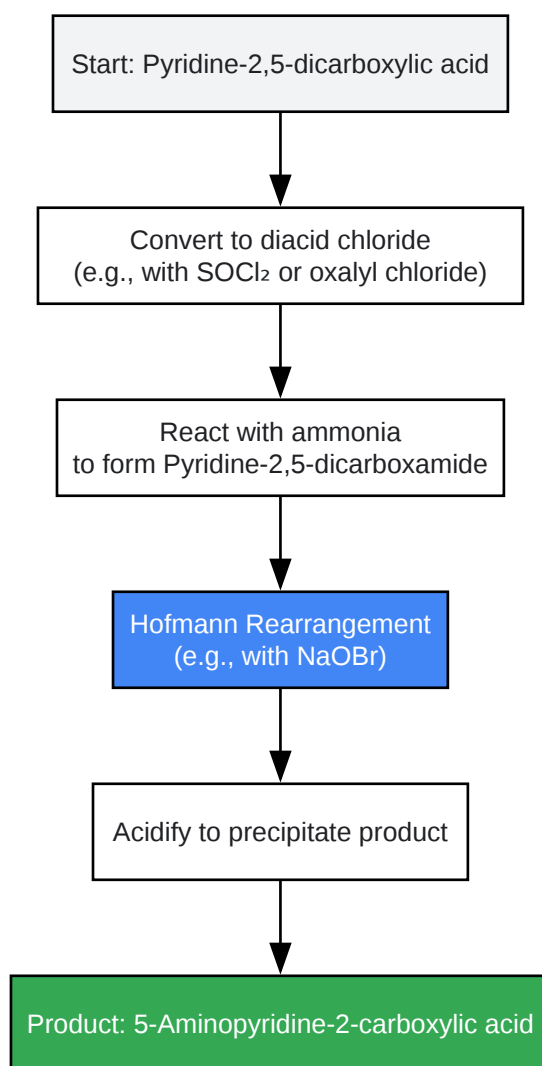 Start: Pyridine-2,5-dicarboxylic acid
Convert to diacid chloride
(e.g., with SOCl₂ or oxalyl chloride)
React with ammonia
to form Pyridine-2,5-dicarboxamide
Hofmann Rearrangement
(e.g., with NaOBr)
Acidify to precipitate product
Product: 5-Aminopyridine-2-carboxylic acid